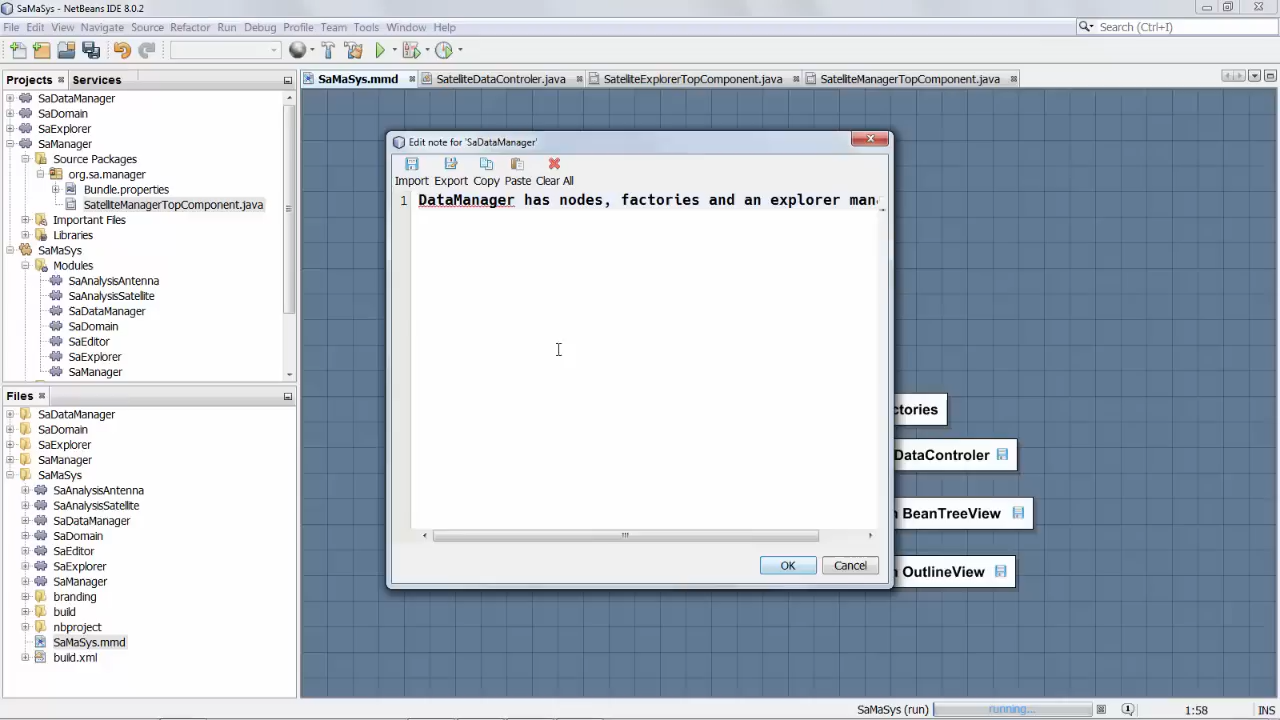 SaMaSys - NetBeans IDE 8.0.2
File Edit View Navigate Source Refactor Run Debug Profile Team Tools Window Help
Search (Ctrl+I)
Projects Services
SaMaSys.mmd SatelliteDataControler.java SatelliteExplorerTopComponent.java SatelliteManagerTopComponent.java
SaDataManager
SaDomain
SaExplorer
SaManager
Source Packages
org.sa.manager
Bundle.properties
SatelliteManagerTopComponent.java
Important Files
Libraries
SaMaSys
Modules
SaAnalysisAntenna
SaAnalysisSatellite
SaDataManager
SaDomain
SaEditor
SaExplorer
SaManager
Files
SaDataManager
SaDomain
SaExplorer
SaManager
SaMaSys
SaAnalysisAntenna
SaAnalysisSatellite
SaDataManager
SaDomain
SaEditor
SaExplorer
SaManager
branding
build
nbproject
SaMaSys.mmd
build.xml
Edit note for 'SaDataManager'
Import Export Copy Paste Clear All
1 DataManager has nodes, factories and an explorer man
OK Cancel
ctories
DataControler
n BeanTreeView
n OutlineView
SaMaSys (run) running... 1:58 INS